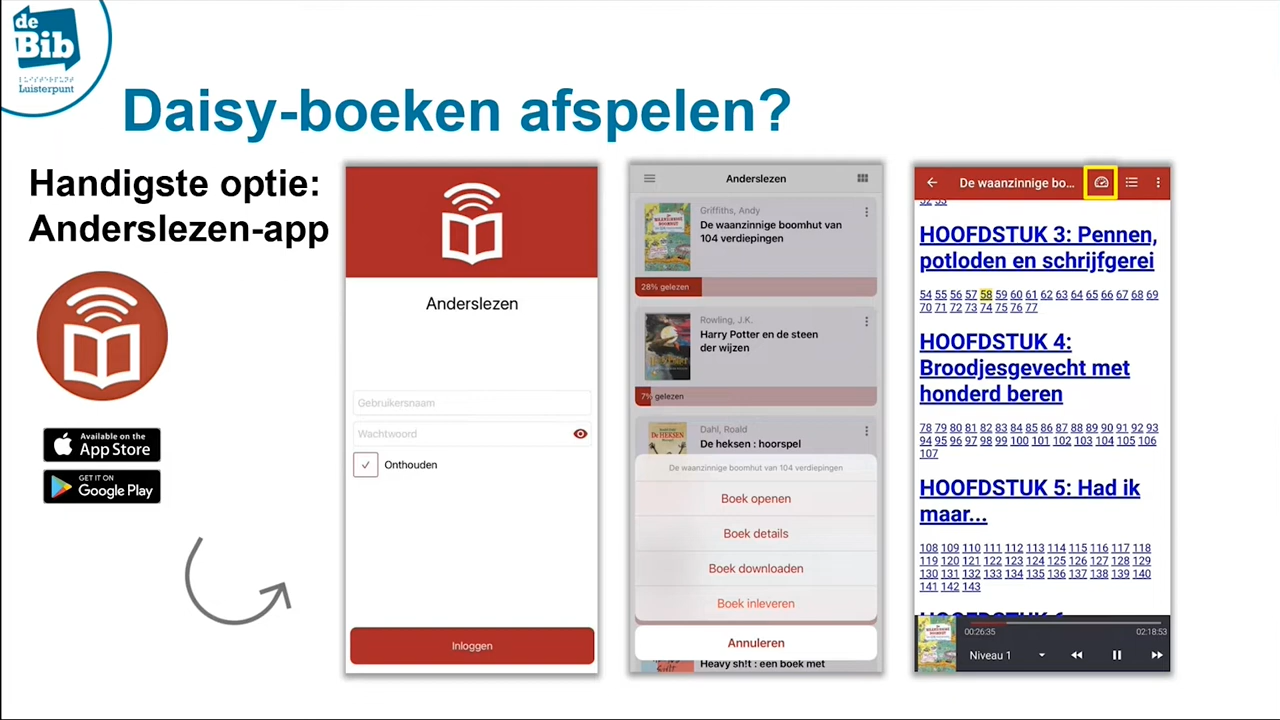 de
Bib
Luisterpunt
Daisy-boeken afspelen?
Handigste optie:
Anderslezen-app
Available on the
App Store
GET IT ON
Google Play
Anderslezen
Gebruikersnaam
Wachtwoord
Onthouden
Inloggen
Anderslezen
Griffiths, Andy
De waanzinnige boomhut van
104 verdiepingen
28% gelezen
Rowling, J.K.
Harry Potter en de steen
der wijzen
7% gelezen
Dahl, Roald
De heksen : hoorspel
De waanzinnige boomhut van 104 verdiepingen
Boek openen
Boek details
Boek downloaden
Boek inleveren
Annuleren
Heavy sh!t : een boek met
De waanzinnige bo...
52 53
HOOFDSTUK 3: Pennen,
potloden en schrijfgerei
54 55 56 57 58 59 60 61 62 63 64 65 66 67 68 69
70 71 72 73 74 75 76 77
HOOFDSTUK 4:
Broodjesgevecht met
honderd beren
78 79 80 81 82 83 84 85 86 87 88 89 90 91 92 93
94 95 96 97 98 99 100 101 102 103 104 105 106
107
HOOFDSTUK 5: Had ik
maar...
108 109 110 111 112 113 114 115 116 117 118
119 120 121 122 123 124 125 126 127 128 129
130 131 132 133 134 135 136 137 138 139 140
141 142 143
HOOFDSTUK 6
00:26:35
02:18:53
Niveau 1